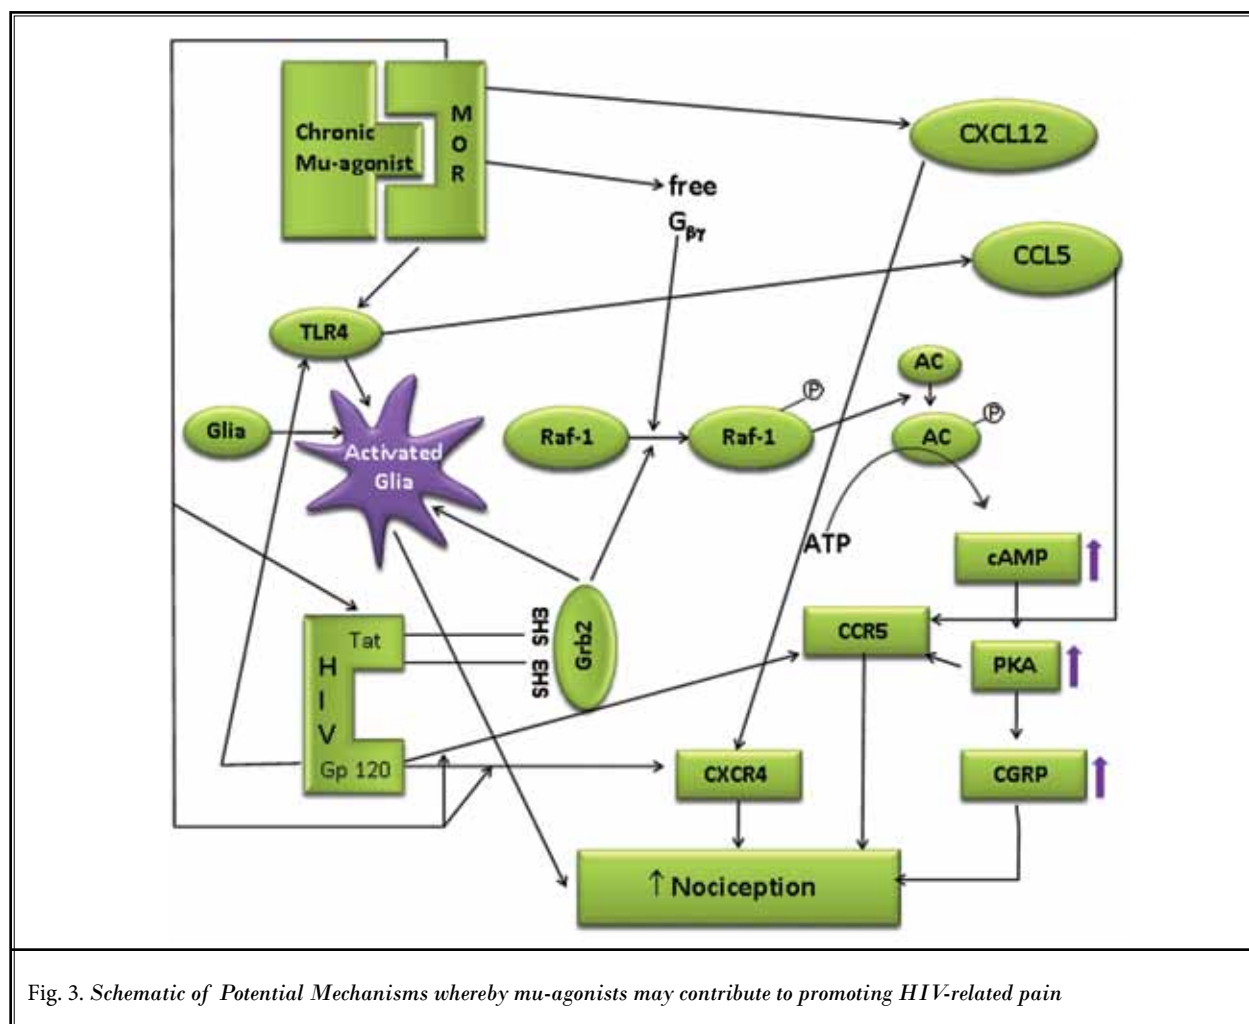 Chronic
Mu-agonist
M
O
R
CXCL12
free
Gβγ
CCL5
TLR4
AC
P
P
Glia
Raf-1
Raf-1
AC
Activated
Glia
ATP
cAMP
SH3
SH3
Grb2
CCR5
Tat
H
I
V
PKA
Gp 120
CXCR4
CGRP
↑ Nociception
Fig. 3. Schematic of Potential Mechanisms whereby mu-agonists may contribute to promoting HIV-related pain